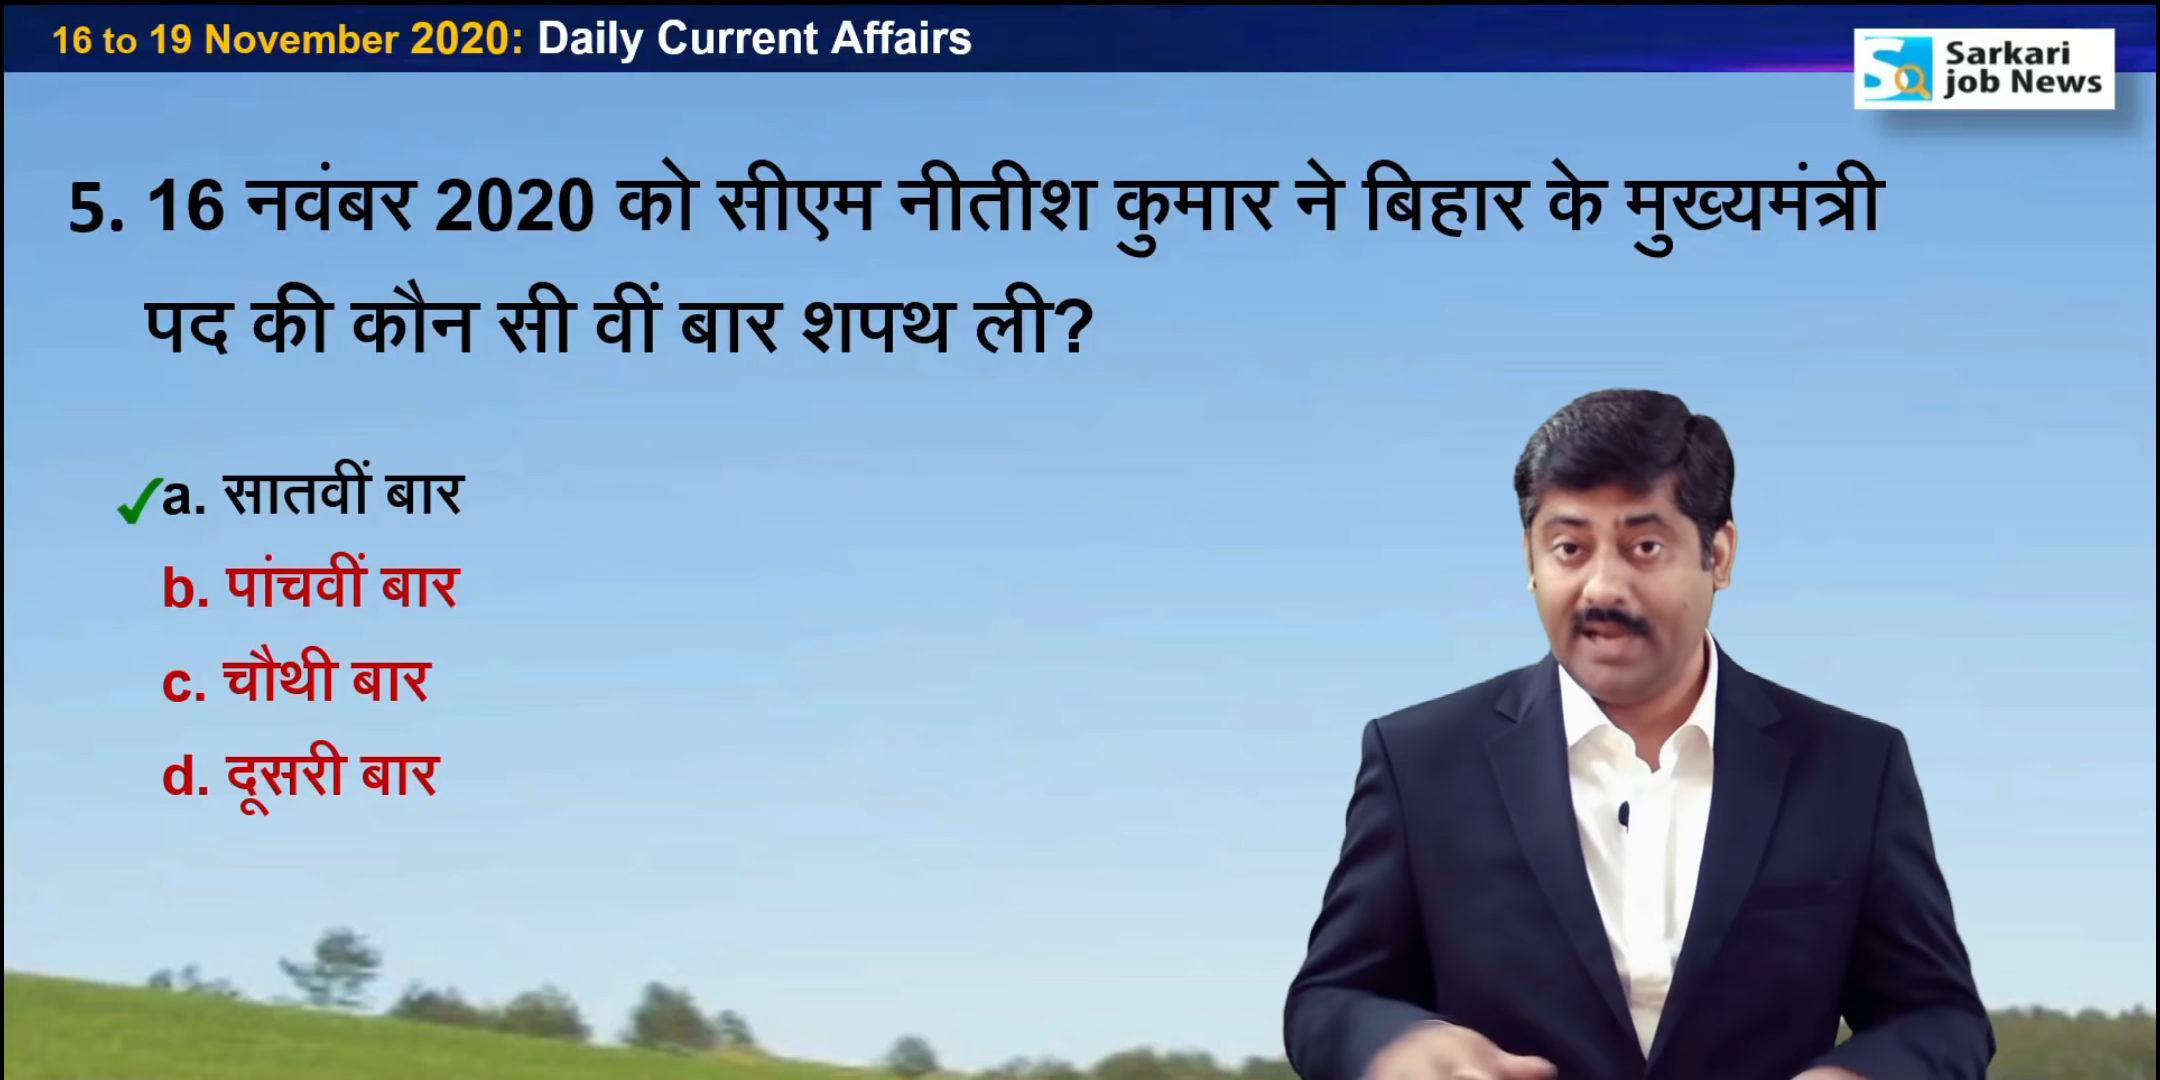 16 to 19 November 2020: Daily Current Affairs
Sarkari
job News
5. 16 नवंबर 2020 को सीएम नीतीश कुमार ने बिहार के मुख्यमंत्री
पद की कौन सी वीं बार शपथ ली?
a. सातवीं बार
b. पांचवीं बार
c. चौथी बार
d. दूसरी बार